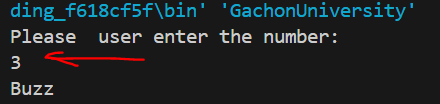 ding_f618cf5f\bin' 'GachonUniversity'
Please  user enter the number:
3
Buzz